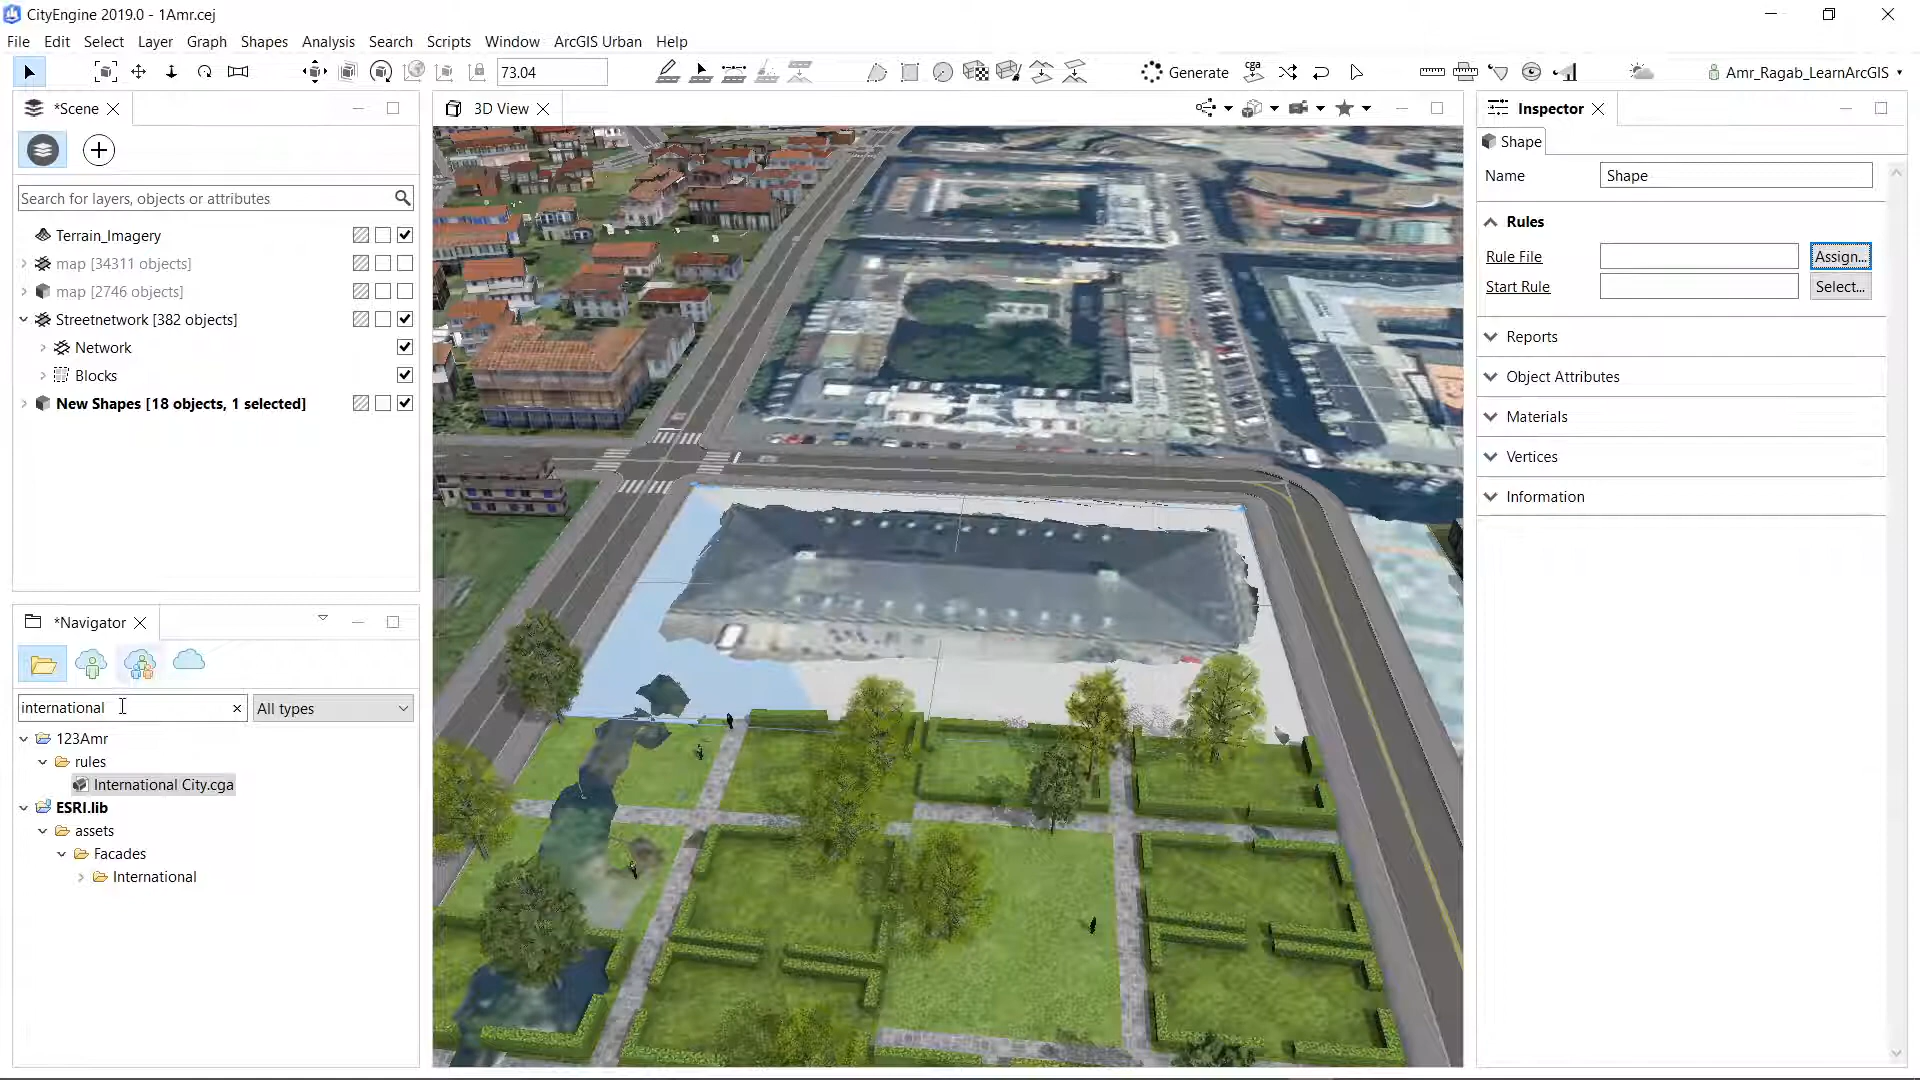 CityEngine 2019.0 - 1Amr.cej
File Edit Select Layer Graph Shapes Analysis Search Scripts Window ArcGIS Urban Help
73.04
Generate
cga
Amr_Ragab_LearnArcGIS
*Scene
Search for layers, objects or attributes
Terrain_Imagery
map [34311 objects]
map [2746 objects]
Streetnetwork [382 objects]
Network
Blocks
New Shapes [18 objects, 1 selected]
*Navigator
international
All types
123Amr
rules
International City.cga
ESRI.lib
assets
Facades
International
3D View
Inspector
Shape
Name
Shape
Rules
Rule File
Assign...
Start Rule
Select...
Reports
Object Attributes
Materials
Vertices
Information